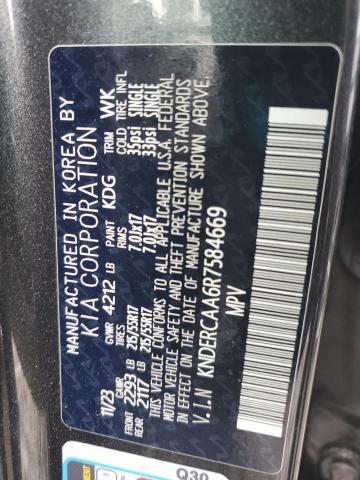 MANUFACTURED IN KOREA BY
KIA CORPORATION
GVWR 4,212 LB PAINT KDG TRIM WK
11/23 GVWR TIRES COLD TIRE INFL
FRONT 2293 LB 215/55R17 7.0Jx17 35psi SINGLE
REAR 2117 LB 215/55R17 7.0Jx17 33psi SINGLE
THIS VEHICLE CONFORMS TO ALL APPLICABLE U.S.A. FEDERAL
MOTOR VEHICLE SAFETY AND THEFT PREVENTION STANDARDS
IN EFFECT ON THE DATE OF MANUFACTURE SHOWN ABOVE.
V.I.N KNDERCAA6R7584669
MPV
Q30